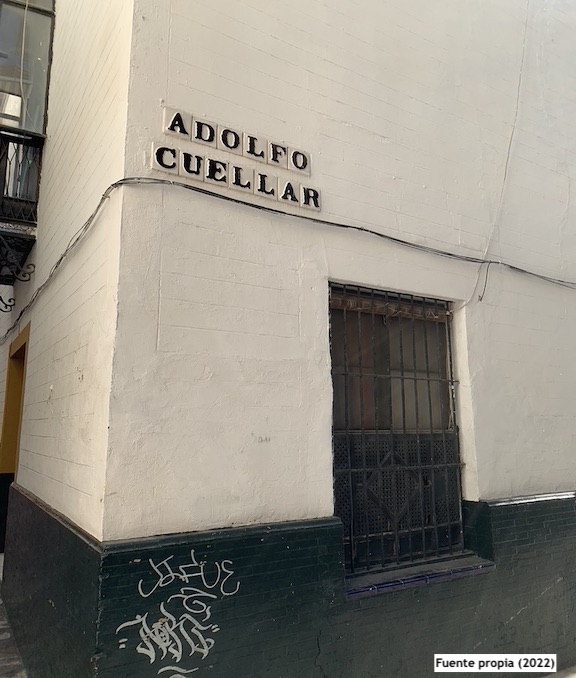 ADOLFO
CUELLAR
Fuente propia (2022)